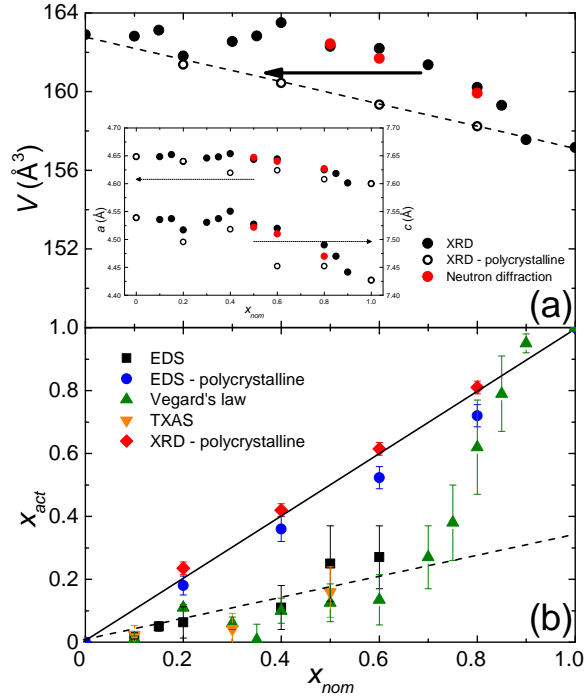 164
160
156
152
V (Å³)
4.65
4.60
4.55
4.50
4.45
4.40
a (Å)
7.65
7.60
7.55
7.50
7.45
7.40
c (Å)
0.0 0.2 0.4 0.6 0.8 1.0
x_nom
XRD
XRD - polycrystalline
Neutron diffraction
(a)
1.0
0.8
0.6
0.4
0.2
0.0
x_act
EDS
EDS - polycrystalline
Vegard's law
TXAS
XRD - polycrystalline
(b)
0.2 0.4 0.6 0.8 1.0
x_nom